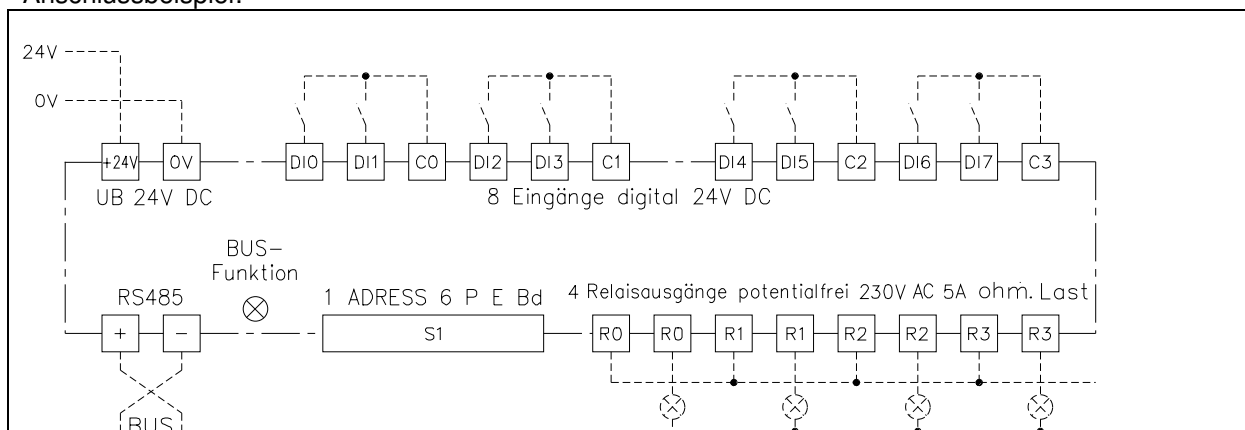 Anschlussbeispiel:
24V
0V
+24V 0V DI0 DI1 C0 DI2 DI3 C1 DI4 DI5 C2 DI6 DI7 C3
UB 24V DC 8 Eingänge digital 24V DC
BUS-
Funktion
RS485 1 ADRESS 6 P E Bd 4 Relaisausgänge potentialfrei 230V AC 5A ohm. Last
+ - S1 R0 R0 R1 R1 R2 R2 R3 R3
BUS